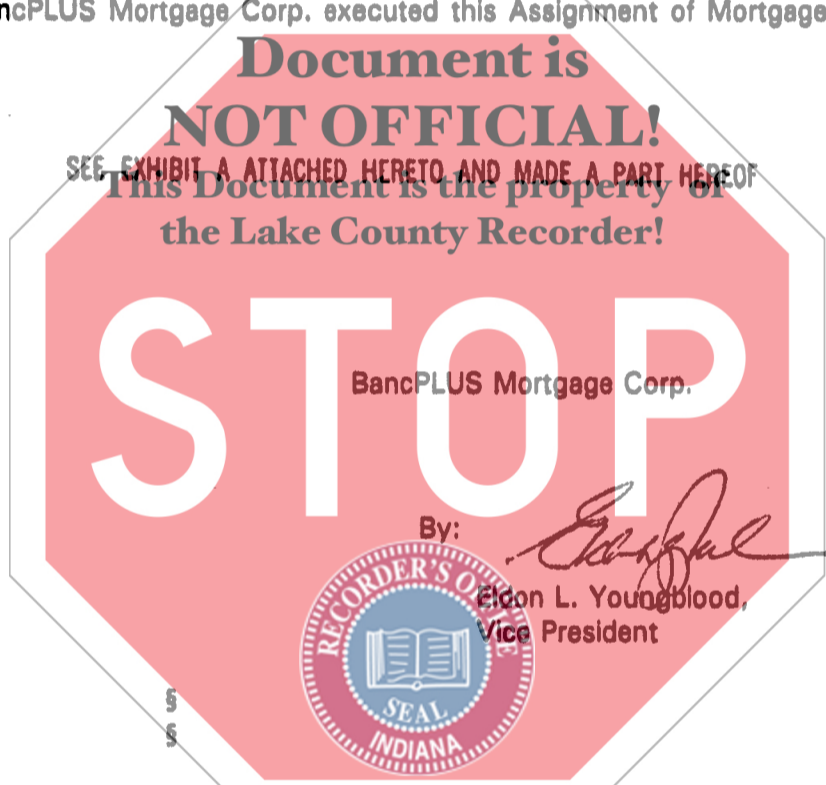 ncPLUS Mortgage Corp. executed this Assignment of Mortgage
Document is
NOT OFFICIAL!
SEE EXHIBIT A ATTACHED HERETO AND MADE A PART HEREOF
This Document is the property of
the Lake County Recorder!
STOP
BancPLUS Mortgage Corp.
By:
Eldon L. Youngblood,
Vice President
RECORDER'S OFFICE
SEAL
INDIANA
§
§